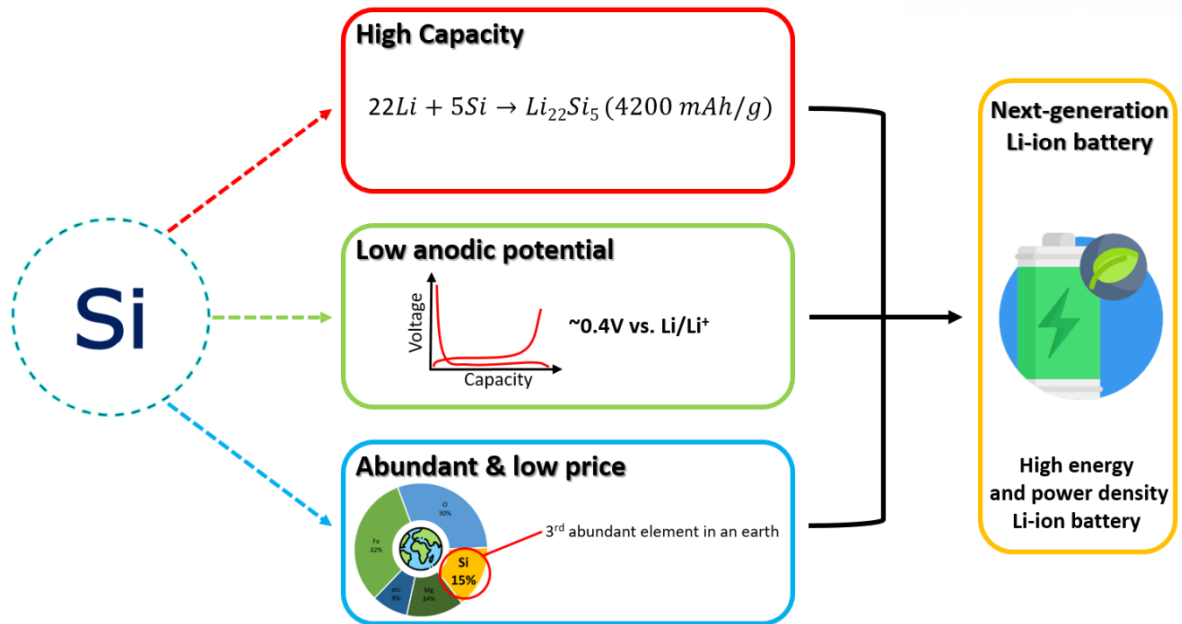 Si
High Capacity
22Li + 5Si → Li₂₂Si₅ (4200 mAh/g)
Low anodic potential
Voltage
Capacity
~0.4V vs. Li/Li⁺
Abundant & low price
O
30%
Fe
32%
Si
15%
etc
9%
Mg
14%
3rd abundant element in an earth
Next-generation
Li-ion battery
High energy
and power density
Li-ion battery